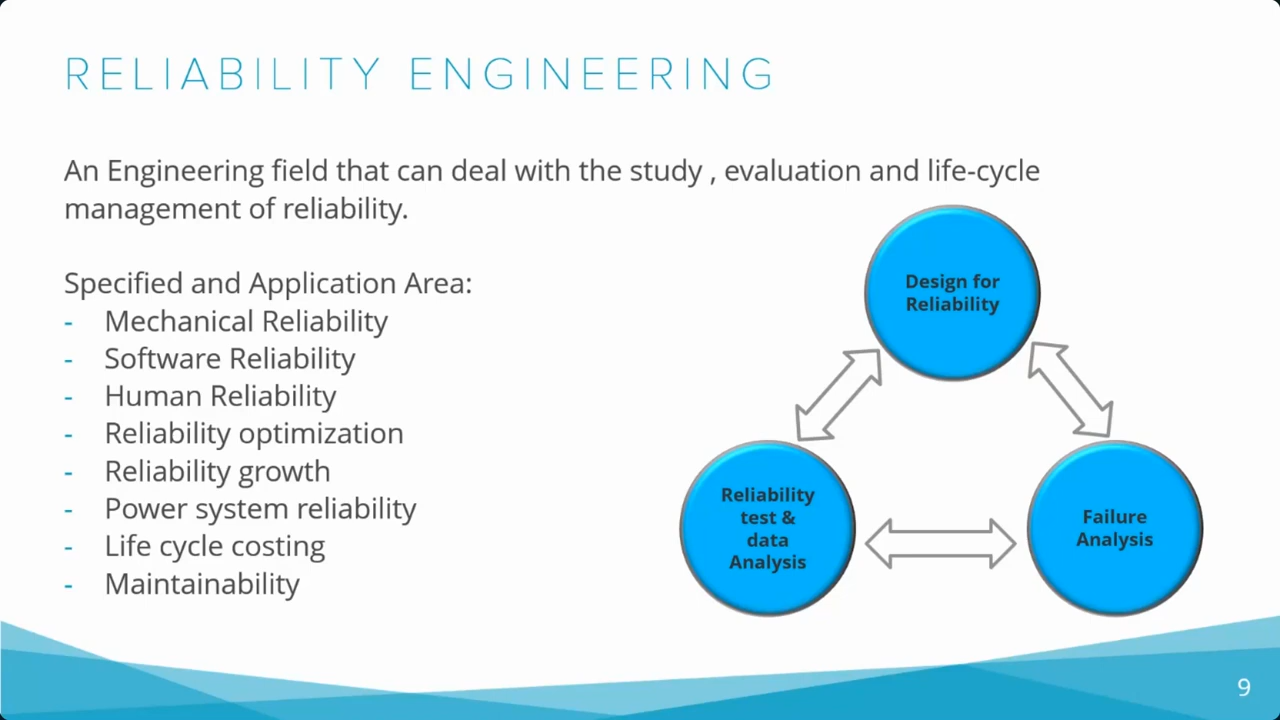 RELIABILITY ENGINEERING
An Engineering field that can deal with the study , evaluation and life-cycle
management of reliability.
Specified and Application Area:
- Mechanical Reliability
- Software Reliability
- Human Reliability
- Reliability optimization
- Reliability growth
- Power system reliability
- Life cycle costing
- Maintainability
Design for
Reliability
Reliability
test &
data
Analysis
Failure
Analysis
9